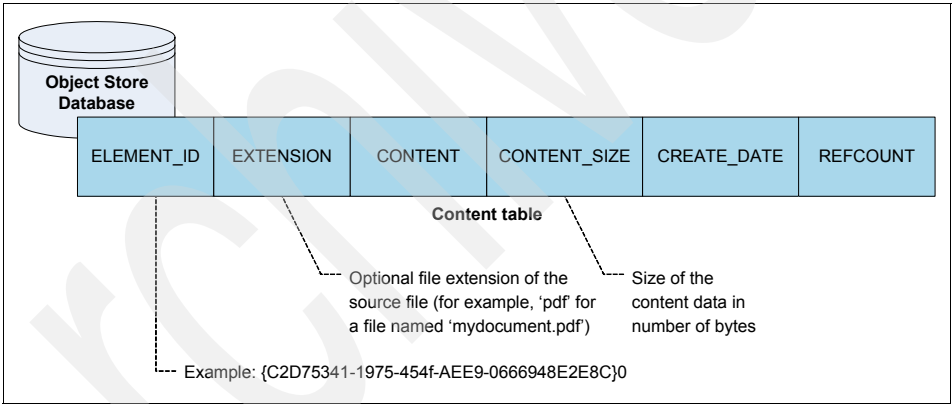 Object Store
Database
ELEMENT_ID EXTENSION CONTENT CONTENT_SIZE CREATE_DATE REFCOUNT
Content table
Optional file extension of the
source file (for example, ‘pdf’ for
a file named ‘mydocument.pdf’)
Size of the
content data in
number of bytes
Example: {C2D75341-1975-454f-AEE9-0666948E2E8C}0